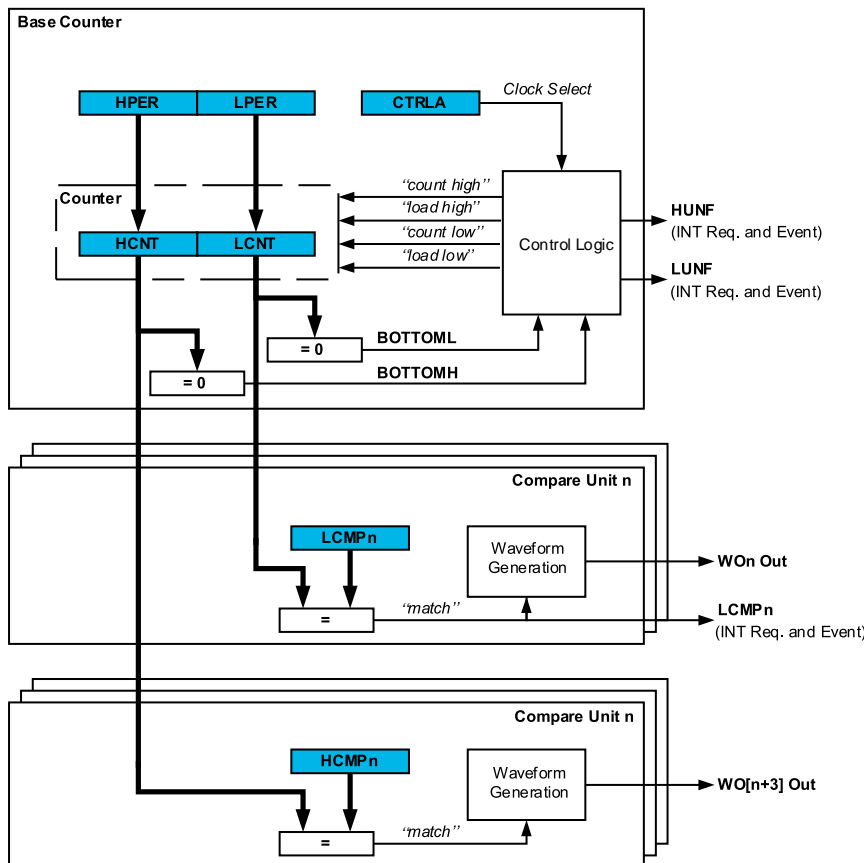 Base Counter
HPER LPER CTRLA Clock Select
"count high"
Counter "load high" HUNF
"count low" Control Logic (INT Req. and Event)
HCNT LCNT "load low" LUNF
(INT Req. and Event)
= 0 BOTTOML
= 0 BOTTOMH
Compare Unit n
LCMPn Waveform
Generation WOn Out
= "match" LCMPn
(INT Req. and Event)
Compare Unit n
HCMPn Waveform
Generation WO[n+3] Out
= "match"